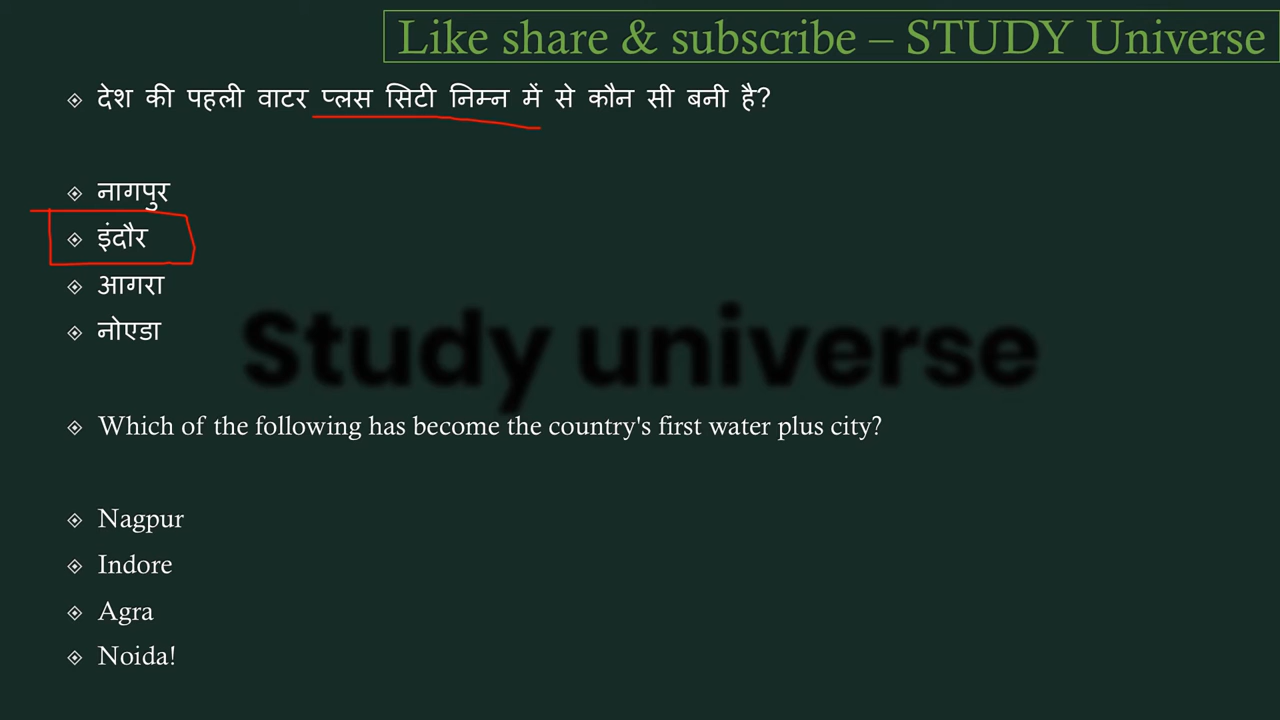 Like share & subscribe – STUDY Universe
देश की पहली वाटर प्लस सिटी निम्न में से कौन सी बनी है?
नागपुर
इंदौर
आगरा
नोएडा
Study universe
Which of the following has become the country's first water plus city?
Nagpur
Indore
Agra
Noida!